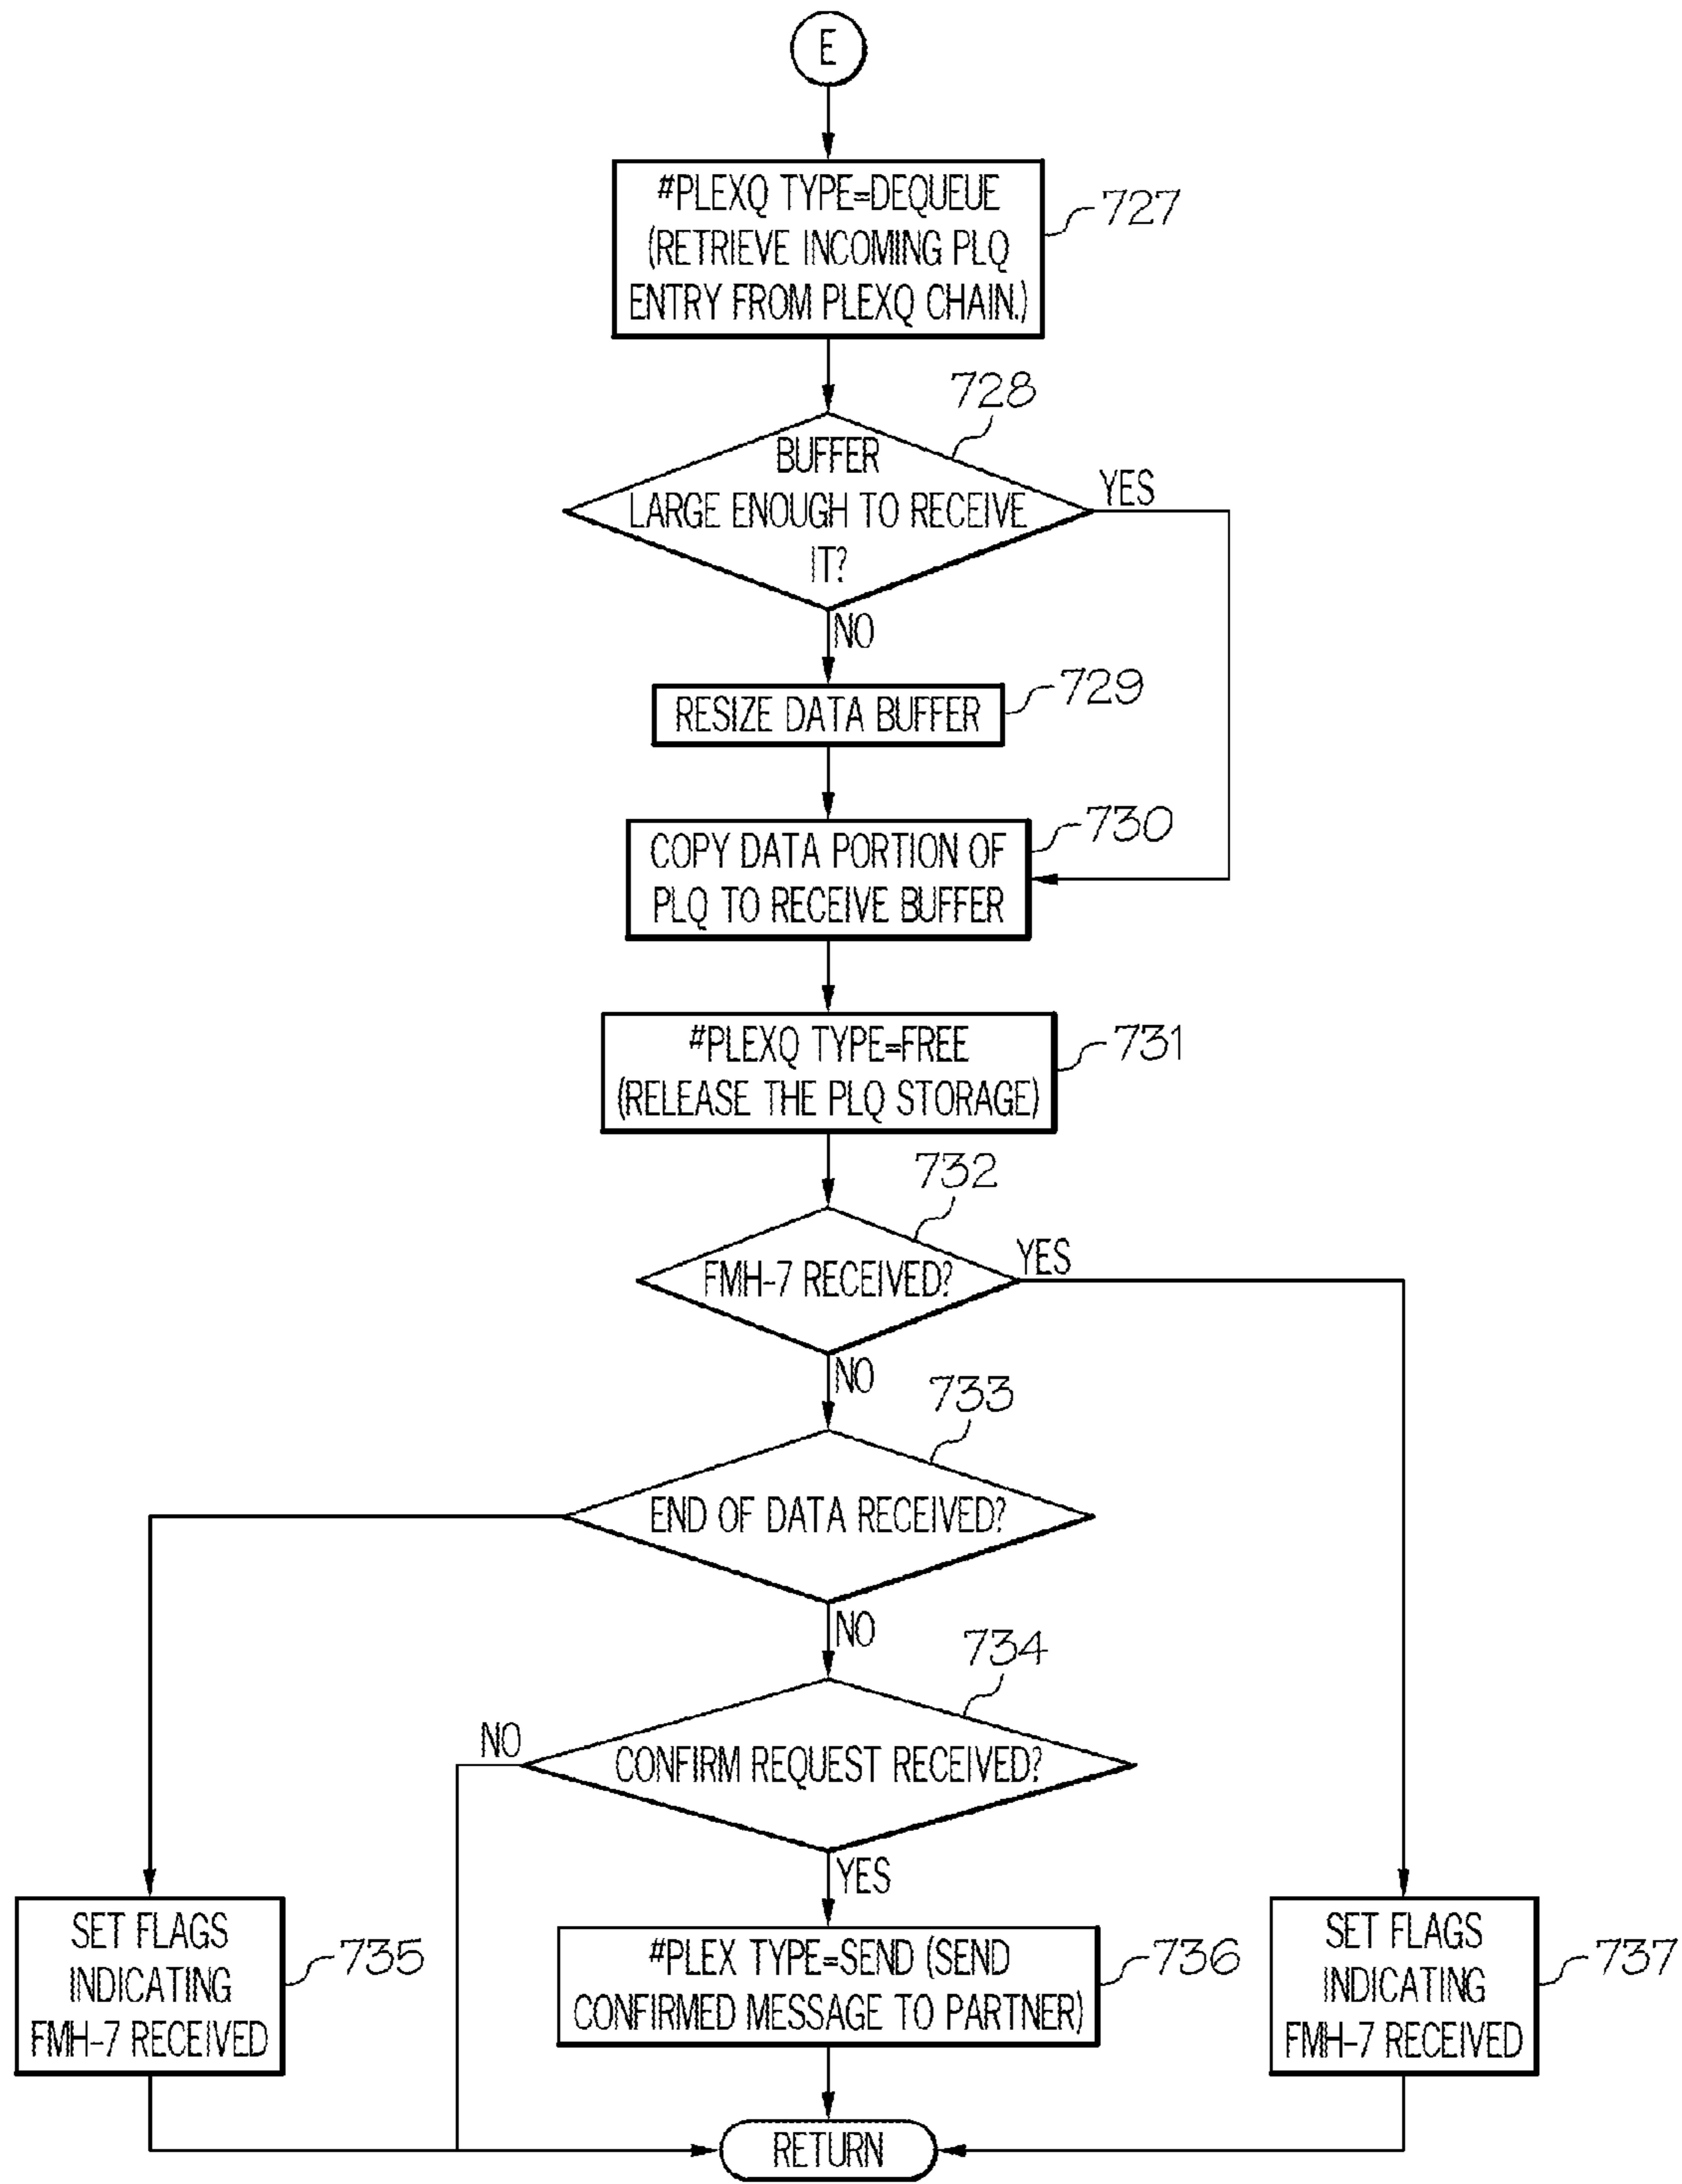 E
#PLEXQ TYPE=DEQUEUE
(RETRIEVE INCOMING PLQ
ENTRY FROM PLEXQ CHAIN.)
727
728
BUFFER
LARGE ENOUGH TO RECEIVE
IT?
YES
NO
RESIZE DATA BUFFER
729
COPY DATA PORTION OF
PLQ TO RECEIVE BUFFER
730
#PLEXQ TYPE=FREE
(RELEASE THE PLQ STORAGE)
731
732
FMH-7 RECEIVED?
YES
NO
733
END OF DATA RECEIVED?
NO
734
CONFIRM REQUEST RECEIVED?
NO
YES
SET FLAGS
INDICATING
FMH-7 RECEIVED
735
#PLEX TYPE=SEND (SEND
CONFIRMED MESSAGE TO PARTNER)
736
SET FLAGS
INDICATING
FMH-7 RECEIVED
737
RETURN